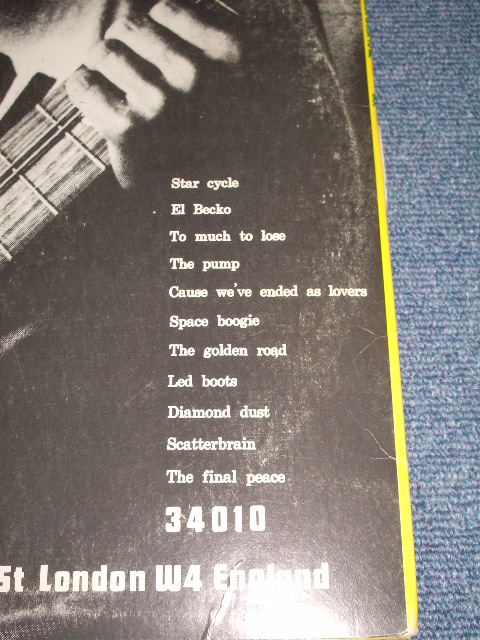 Star cycle
El Becko
To much to lose
The pump
Cause we've ended as lovers
Space boogie
The golden road
Led boots
Diamond dust
Scatterbrain
The final peace
34010
St London W4 England